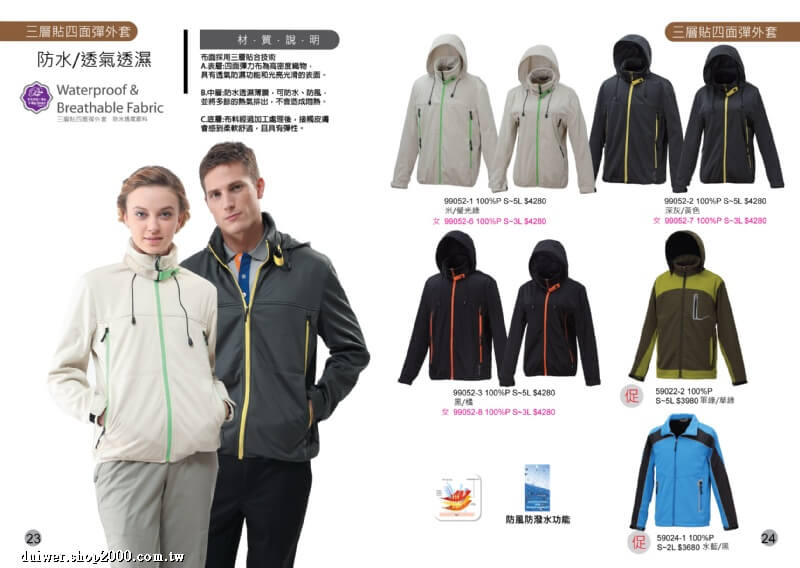 三層貼四面彈外套
防水/透氣透濕
Waterproof &
Breathable Fabric
三層貼四面彈外套 防水透氣膜料
材．質．說．明
布面採用三層貼合技術
A.表層:四面彈力布為高密度織物，
具有透氣防濕功能和光亮光滑的表面。
B.中層:防水透濕薄膜，可防水、防風，
並將多餘的熱氣排出，不會造成悶熱。
C.底層:布料經過加工處理後，接觸皮膚
會感到柔軟舒適，且具有彈性。
23
三層貼四面彈外套
99052-1 100%P S~5L $4280
米/螢光綠
女 99052-6 100%P S~3L $4280
99052-2 100%P S~5L $4280
深灰/黃色
女 99052-7 100%P S~3L $4280
99052-3 100%P S~5L $4280
黑/橘
女 99052-8 100%P S~3L $4280
促
59022-2 100%P
S~5L $3980 軍綠/草綠
防風防潑水功能
促
59024-1 100%P
S~2L $3680 水藍/黑
24
duiwer.shop2000.com.tw